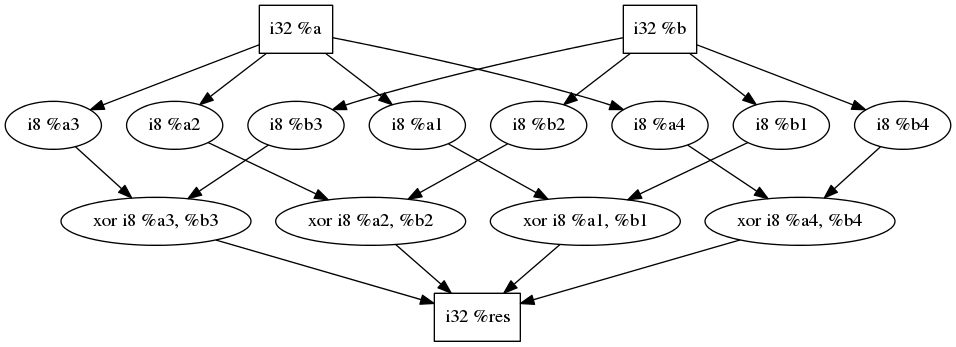 i32 %a
i32 %b
i8 %a3
i8 %a2
i8 %b3
i8 %a1
i8 %b2
i8 %a4
i8 %b1
i8 %b4
xor i8 %a3, %b3
xor i8 %a2, %b2
xor i8 %a1, %b1
xor i8 %a4, %b4
i32 %res